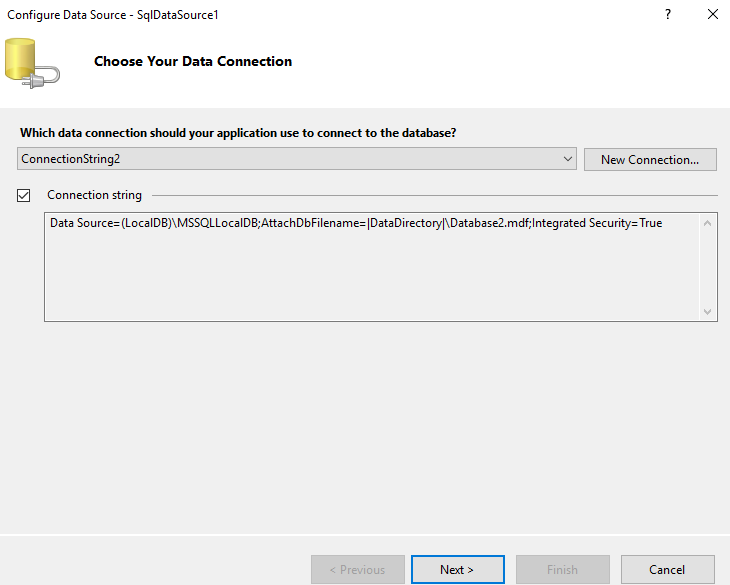 Configure Data Source - SqlDataSource1
?
Choose Your Data Connection
Which data connection should your application use to connect to the database?
ConnectionString2
New Connection...
Connection string
Data Source=(LocalDB)\MSSQLLocalDB;AttachDbFilename=|DataDirectory|\Database2.mdf;Integrated Security=True
< Previous
Next >
Finish
Cancel